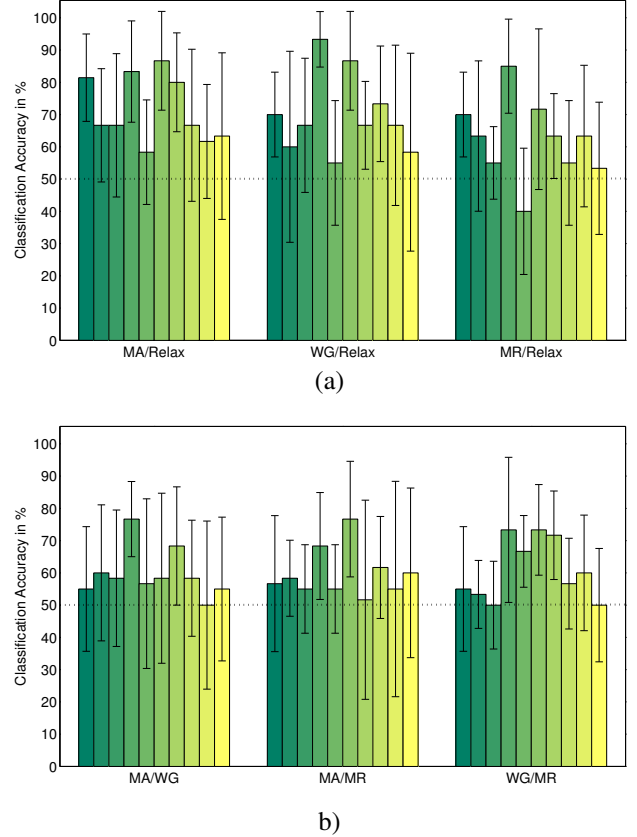 100
90
80
70
60
50
40
30
20
10
0
Classification Accuracy in %
MA/Relax
WG/Relax
MR/Relax
(a)
100
90
80
70
60
50
40
30
20
10
0
Classification Accuracy in %
MA/WG
MA/MR
WG/MR
b)